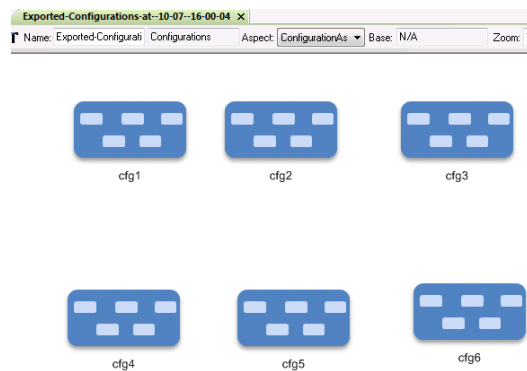 Exported-Configurations-at--10-07--16-00-04 ×
Name: Exported-Configurati Configurations Aspect: ConfigurationAs Base: N/A Zoom:
cfg1 cfg2 cfg3
cfg4 cfg5 cfg6